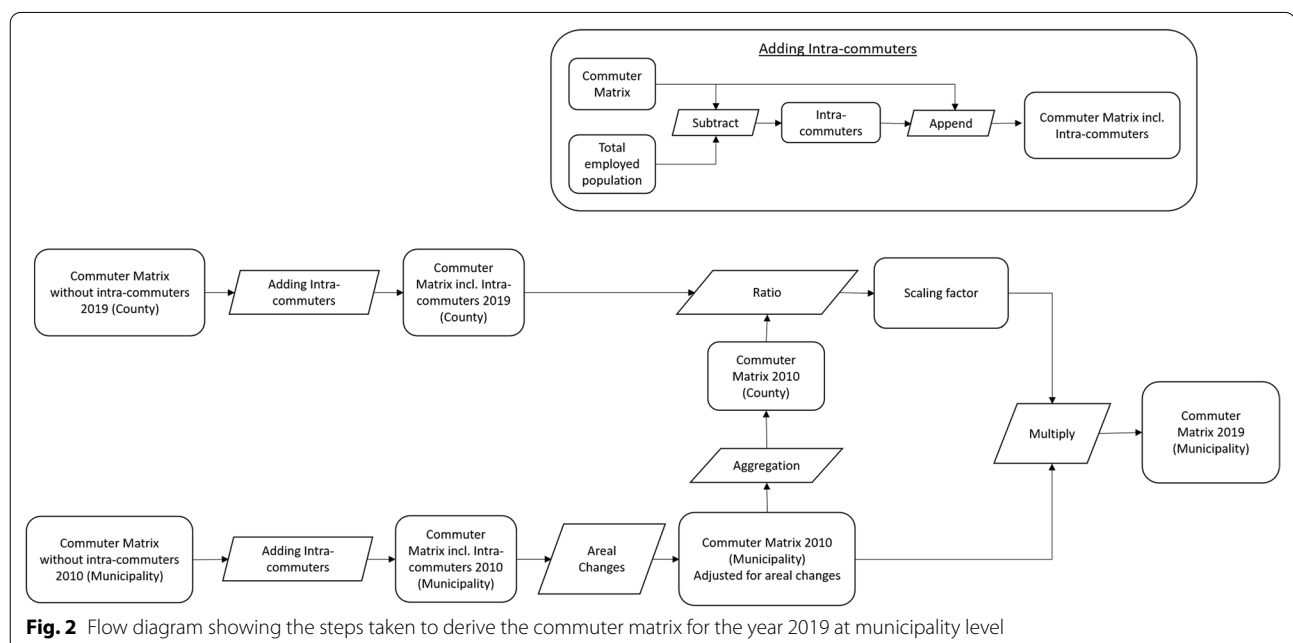 Adding Intra-commuters
Commuter
Matrix
Subtract
Intra-
commuters
Append
Commuter Matrix incl.
Intra-commuters
Total
employed
population
Commuter Matrix
without intra-commuters
2019 (County)
Adding Intra-
commuters
Commuter
Matrix incl. Intra-
commuters 2019
(County)
Ratio
Scaling factor
Commuter
Matrix 2010
(County)
Multiply
Commuter
Matrix 2019
(Municipality)
Aggregation
Commuter Matrix
without intra-commuters
2010 (Municipality)
Adding Intra-
commuters
Commuter
Matrix incl. Intra-
commuters 2010
(Municipality)
Areal
Changes
Commuter Matrix 2010
(Municipality)
Adjusted for areal changes
Fig. 2 Flow diagram showing the steps taken to derive the commuter matrix for the year 2019 at municipality level